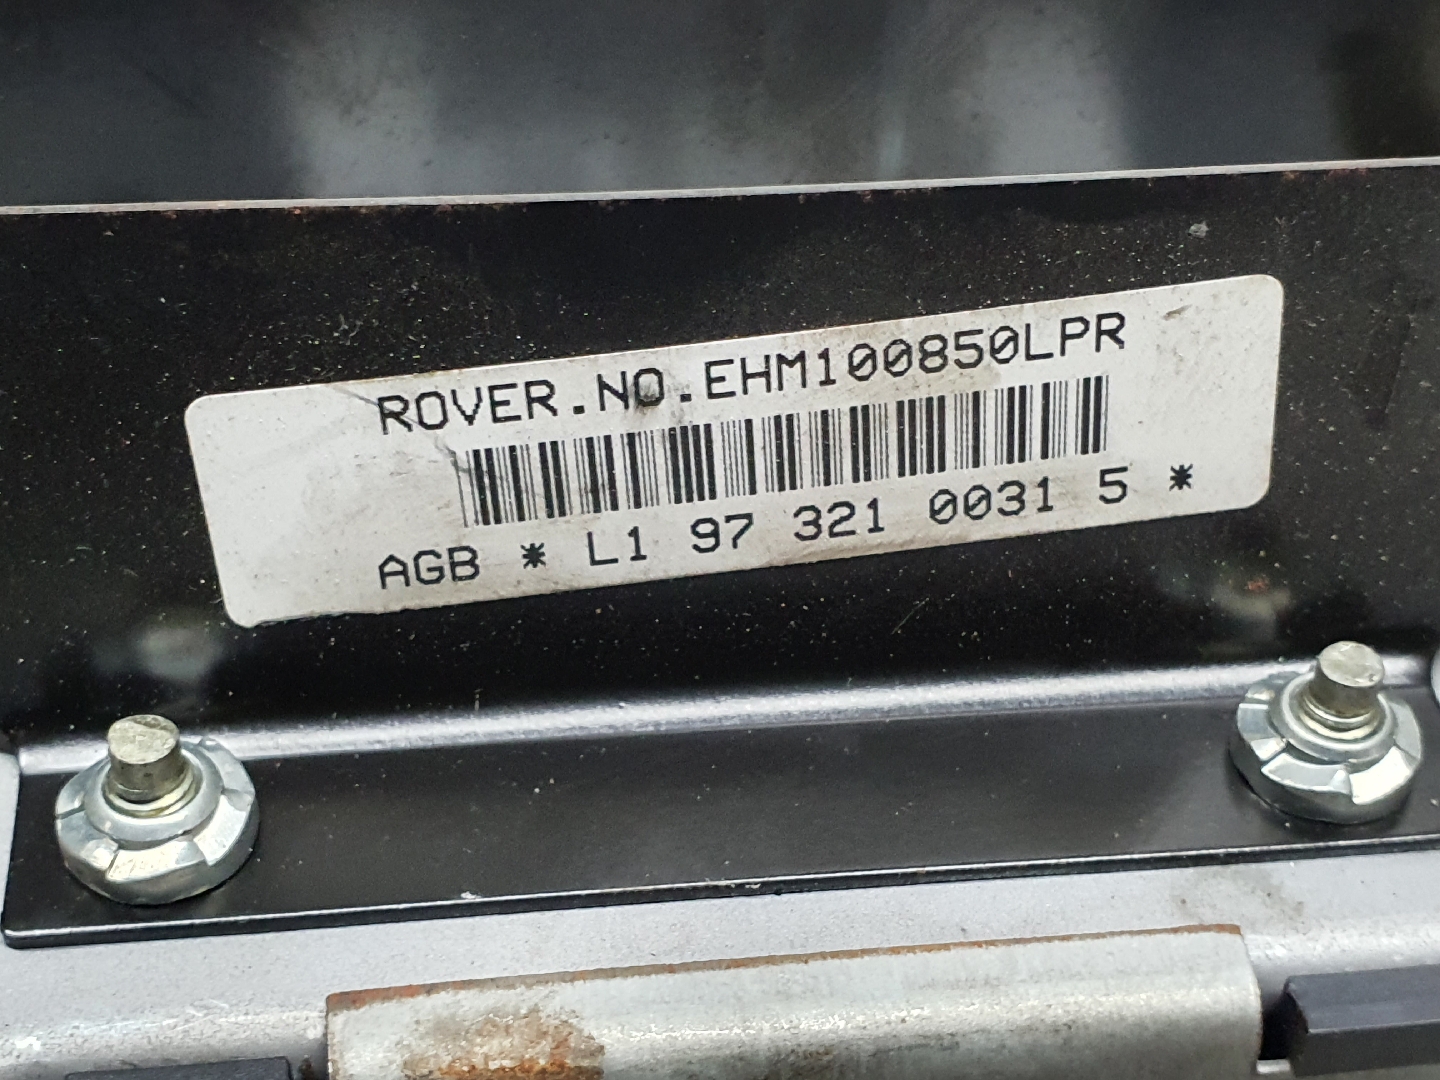 ROVER.NO.EHM100850LPR
AGB * L1 97 321 0031 5 *